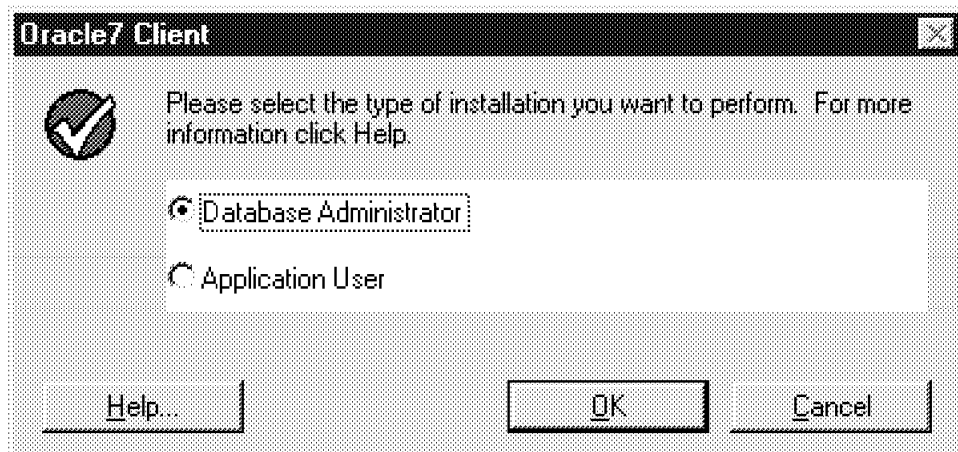 Oracle7 Client
Please select the type of installation you want to perform.  For more
information click Help.
Database Administrator
Application User
Help...
OK
Cancel